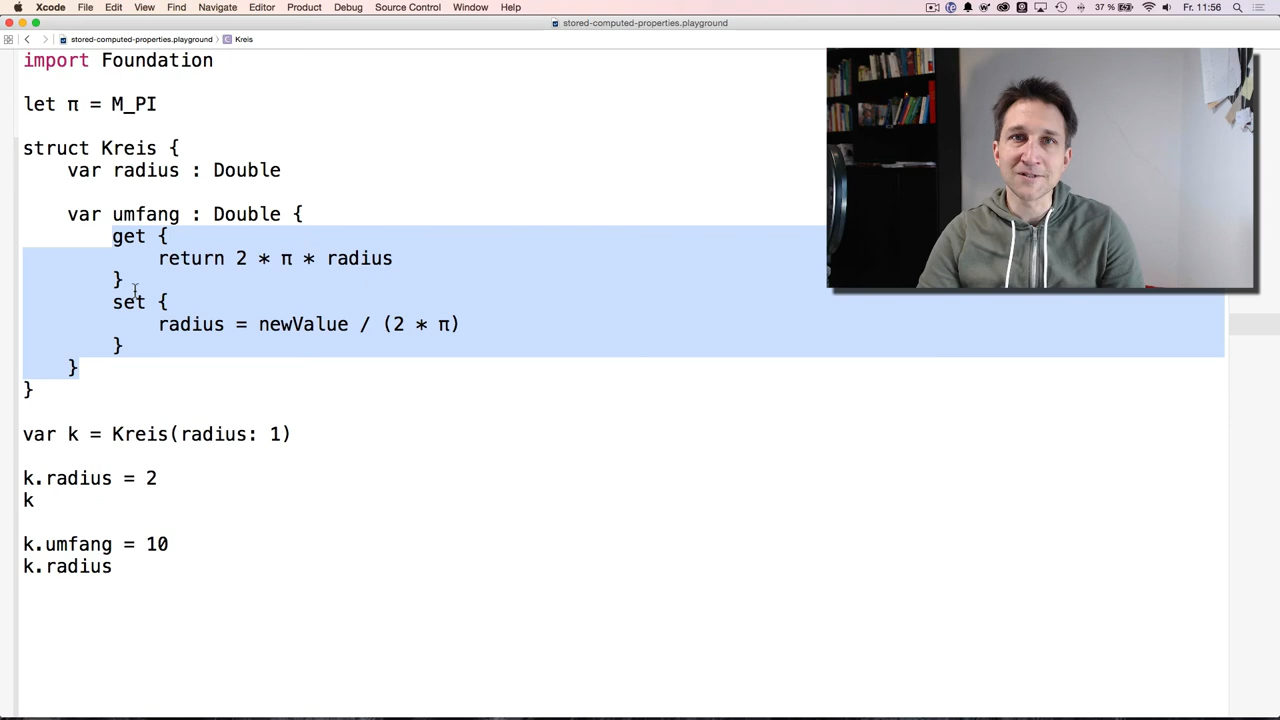 Xcode File Edit View Find Navigate Editor Product Debug Source Control Window Help 37 % Fr. 11:56
stored-computed-properties.playground
stored-computed-properties.playground Kreis
import Foundation
let π = M_PI
struct Kreis {
var radius : Double
var umfang : Double {
get {
return 2 * π * radius
}
set {
radius = newValue / (2 * π)
}
}
}
var k = Kreis(radius: 1)
k.radius = 2
k
k.umfang = 10
k.radius